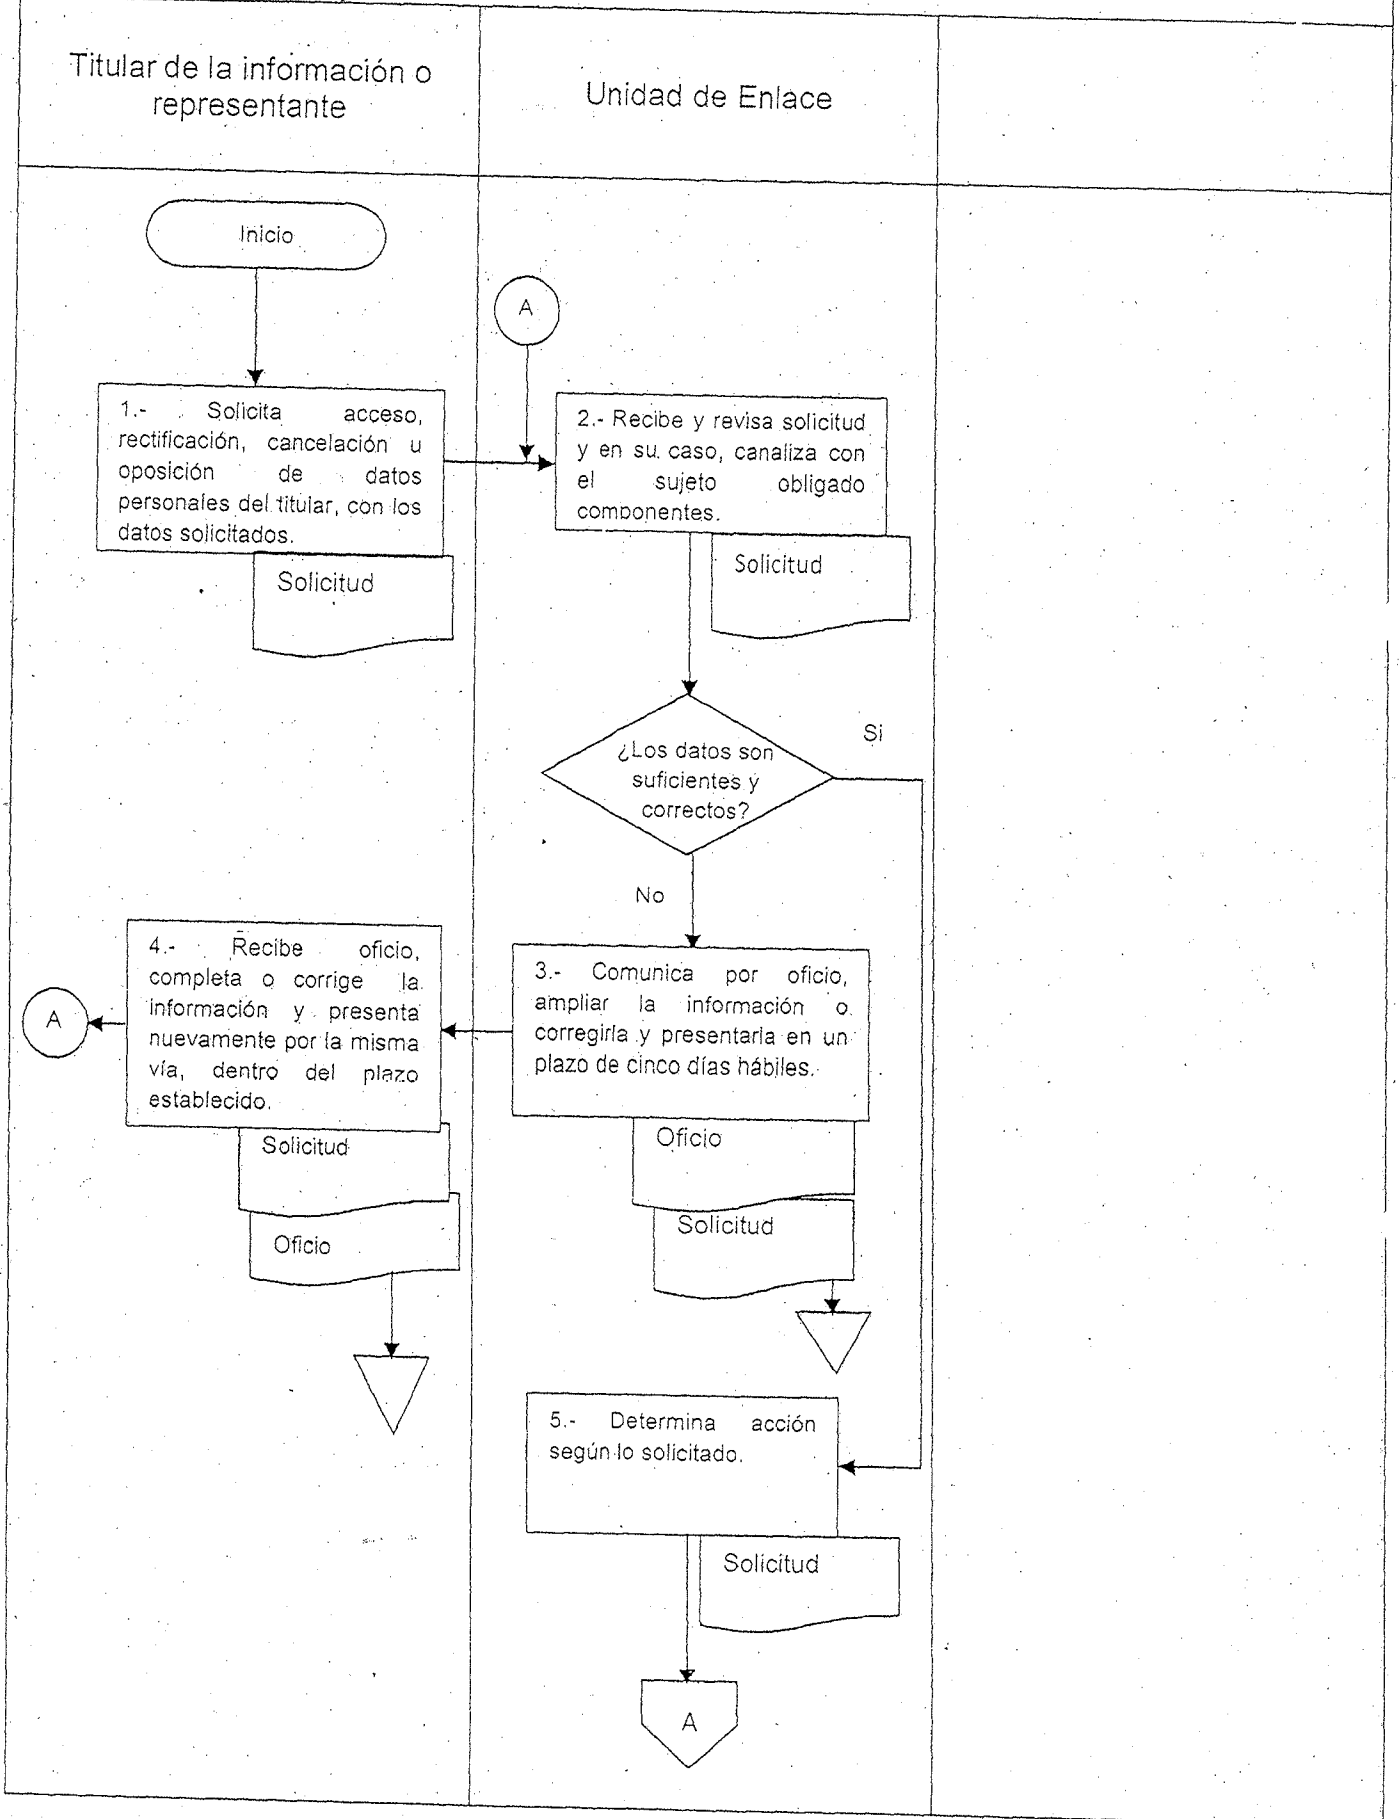 Titular de la información o
representante
Unidad de Enlace
Inicio
A
1.- Solicita acceso,
rectificación, cancelación u
oposición de datos
personales del titular, con los
datos solicitados.
Solicitud
2.- Recibe y revisa solicitud
y en su caso, canaliza con
el sujeto obligado
componentes.
Solicitud
¿Los datos son
suficientes y
correctos?
Si
No
3.- Comunica por oficio,
ampliar la información o
corregirla y presentarla en un
plazo de cinco días hábiles.
Oficio
Solicitud
4.- Recibe oficio,
completa o corrige la
información y presenta
nuevamente por la misma
vía, dentro del plazo
establecido.
A
Solicitud
Oficio
5.- Determina acción
según lo solicitado.
Solicitud
A